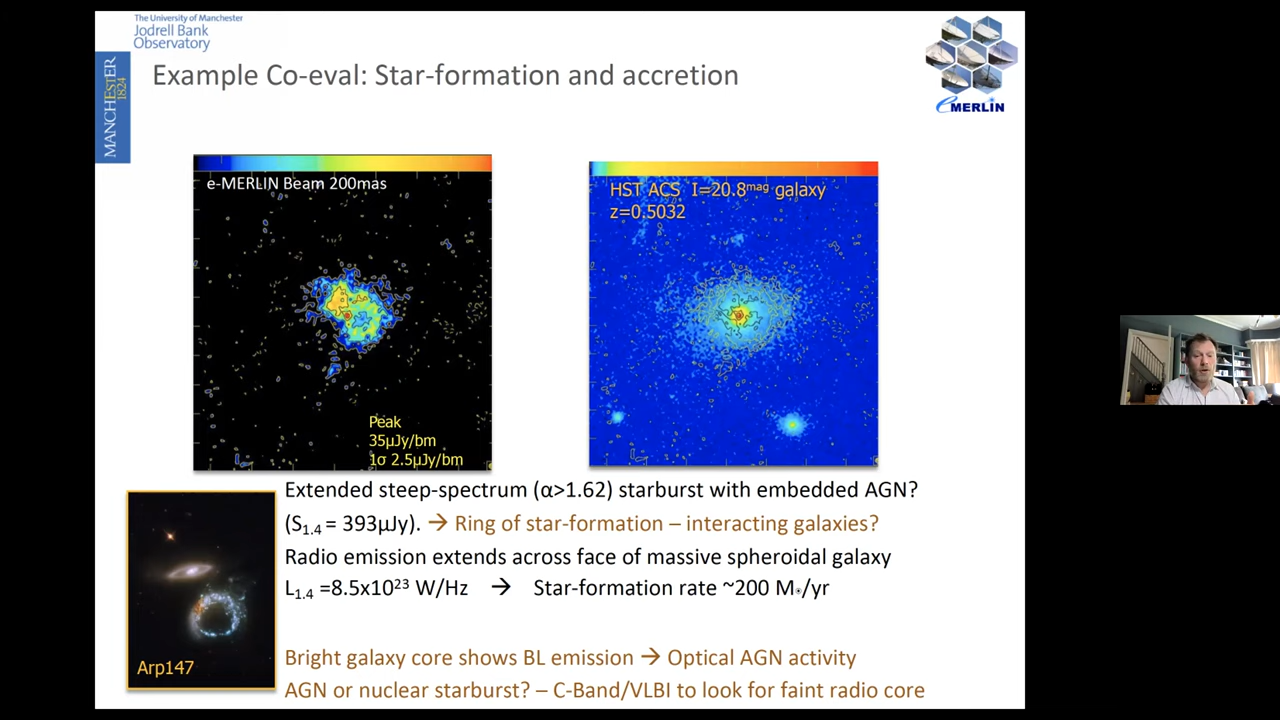 The University of Manchester
Jodrell Bank
Observatory
MANCHESTER
1824
Example Co-eval: Star-formation and accretion
eMERLIN
e-MERLIN Beam 200mas
Peak
35μJy/bm
1σ 2.5μJy/bm
HST ACS I=20.8mag galaxy
z=0.5032
Extended steep-spectrum (α>1.62) starburst with embedded AGN?
(S1.4 = 393μJy). → Ring of star-formation – interacting galaxies?
Radio emission extends across face of massive spheroidal galaxy
L1.4 =8.5x10²³ W/Hz → Star-formation rate ~200 M☉/yr
Arp147
Bright galaxy core shows BL emission → Optical AGN activity
AGN or nuclear starburst? – C-Band/VLBI to look for faint radio core